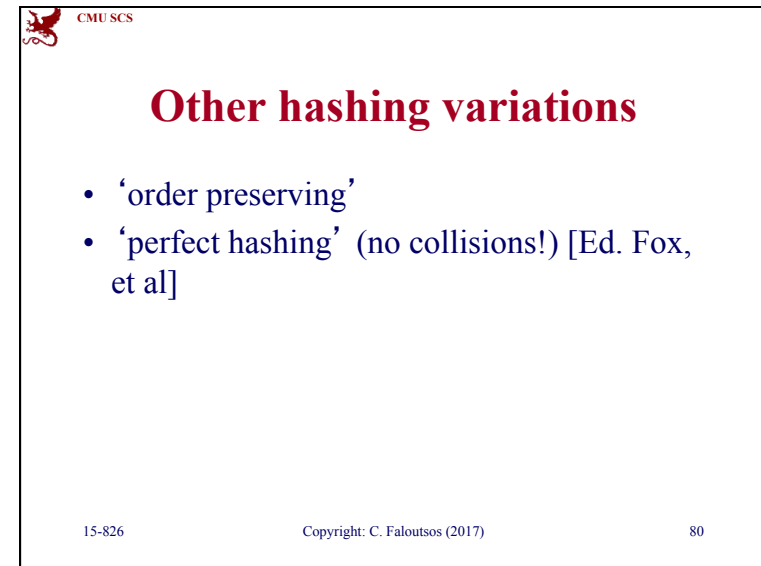 CMU SCS
Other hashing variations
• ‘order preserving’
• ‘perfect hashing’ (no collisions!) [Ed. Fox,
et al]
15-826 Copyright: C. Faloutsos (2017) 80